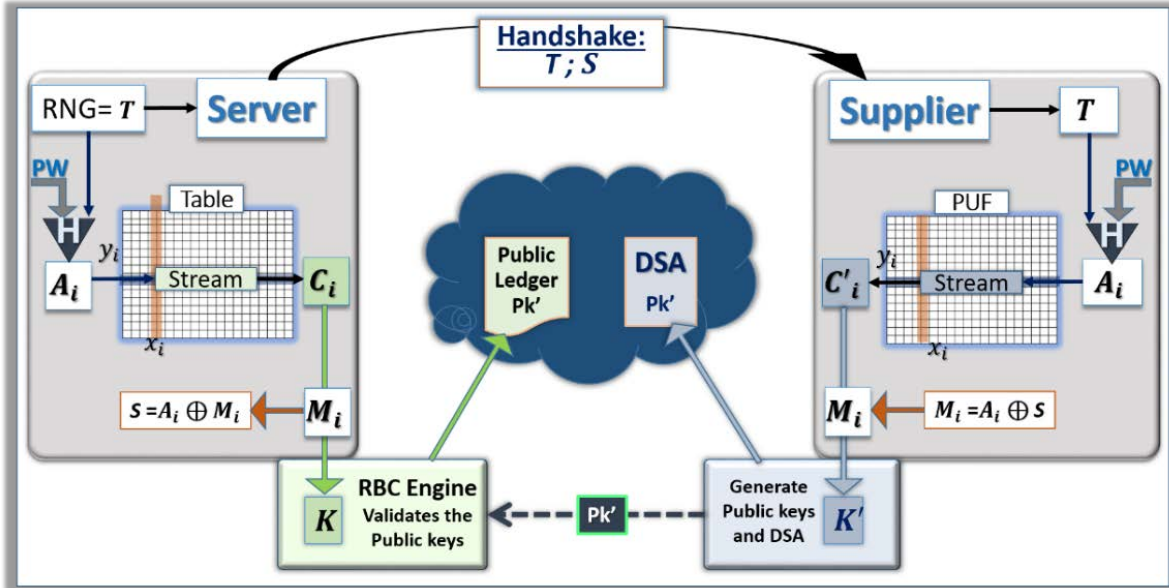 Handshake:
T ; S
RNG= T
Server
PW
H
A_i
y_i
Table
Stream
x_i
C_i
S =A_i ⊕ M_i
M_i
RBC Engine
Validates the
Public keys
K
Public
Ledger
Pk'
DSA
Pk'
Pk'
Supplier
T
PW
H
A_i
PUF
y_i
Stream
x_i
C'_i
M_i
M_i =A_i ⊕ S
Generate
Public keys
and DSA
K'